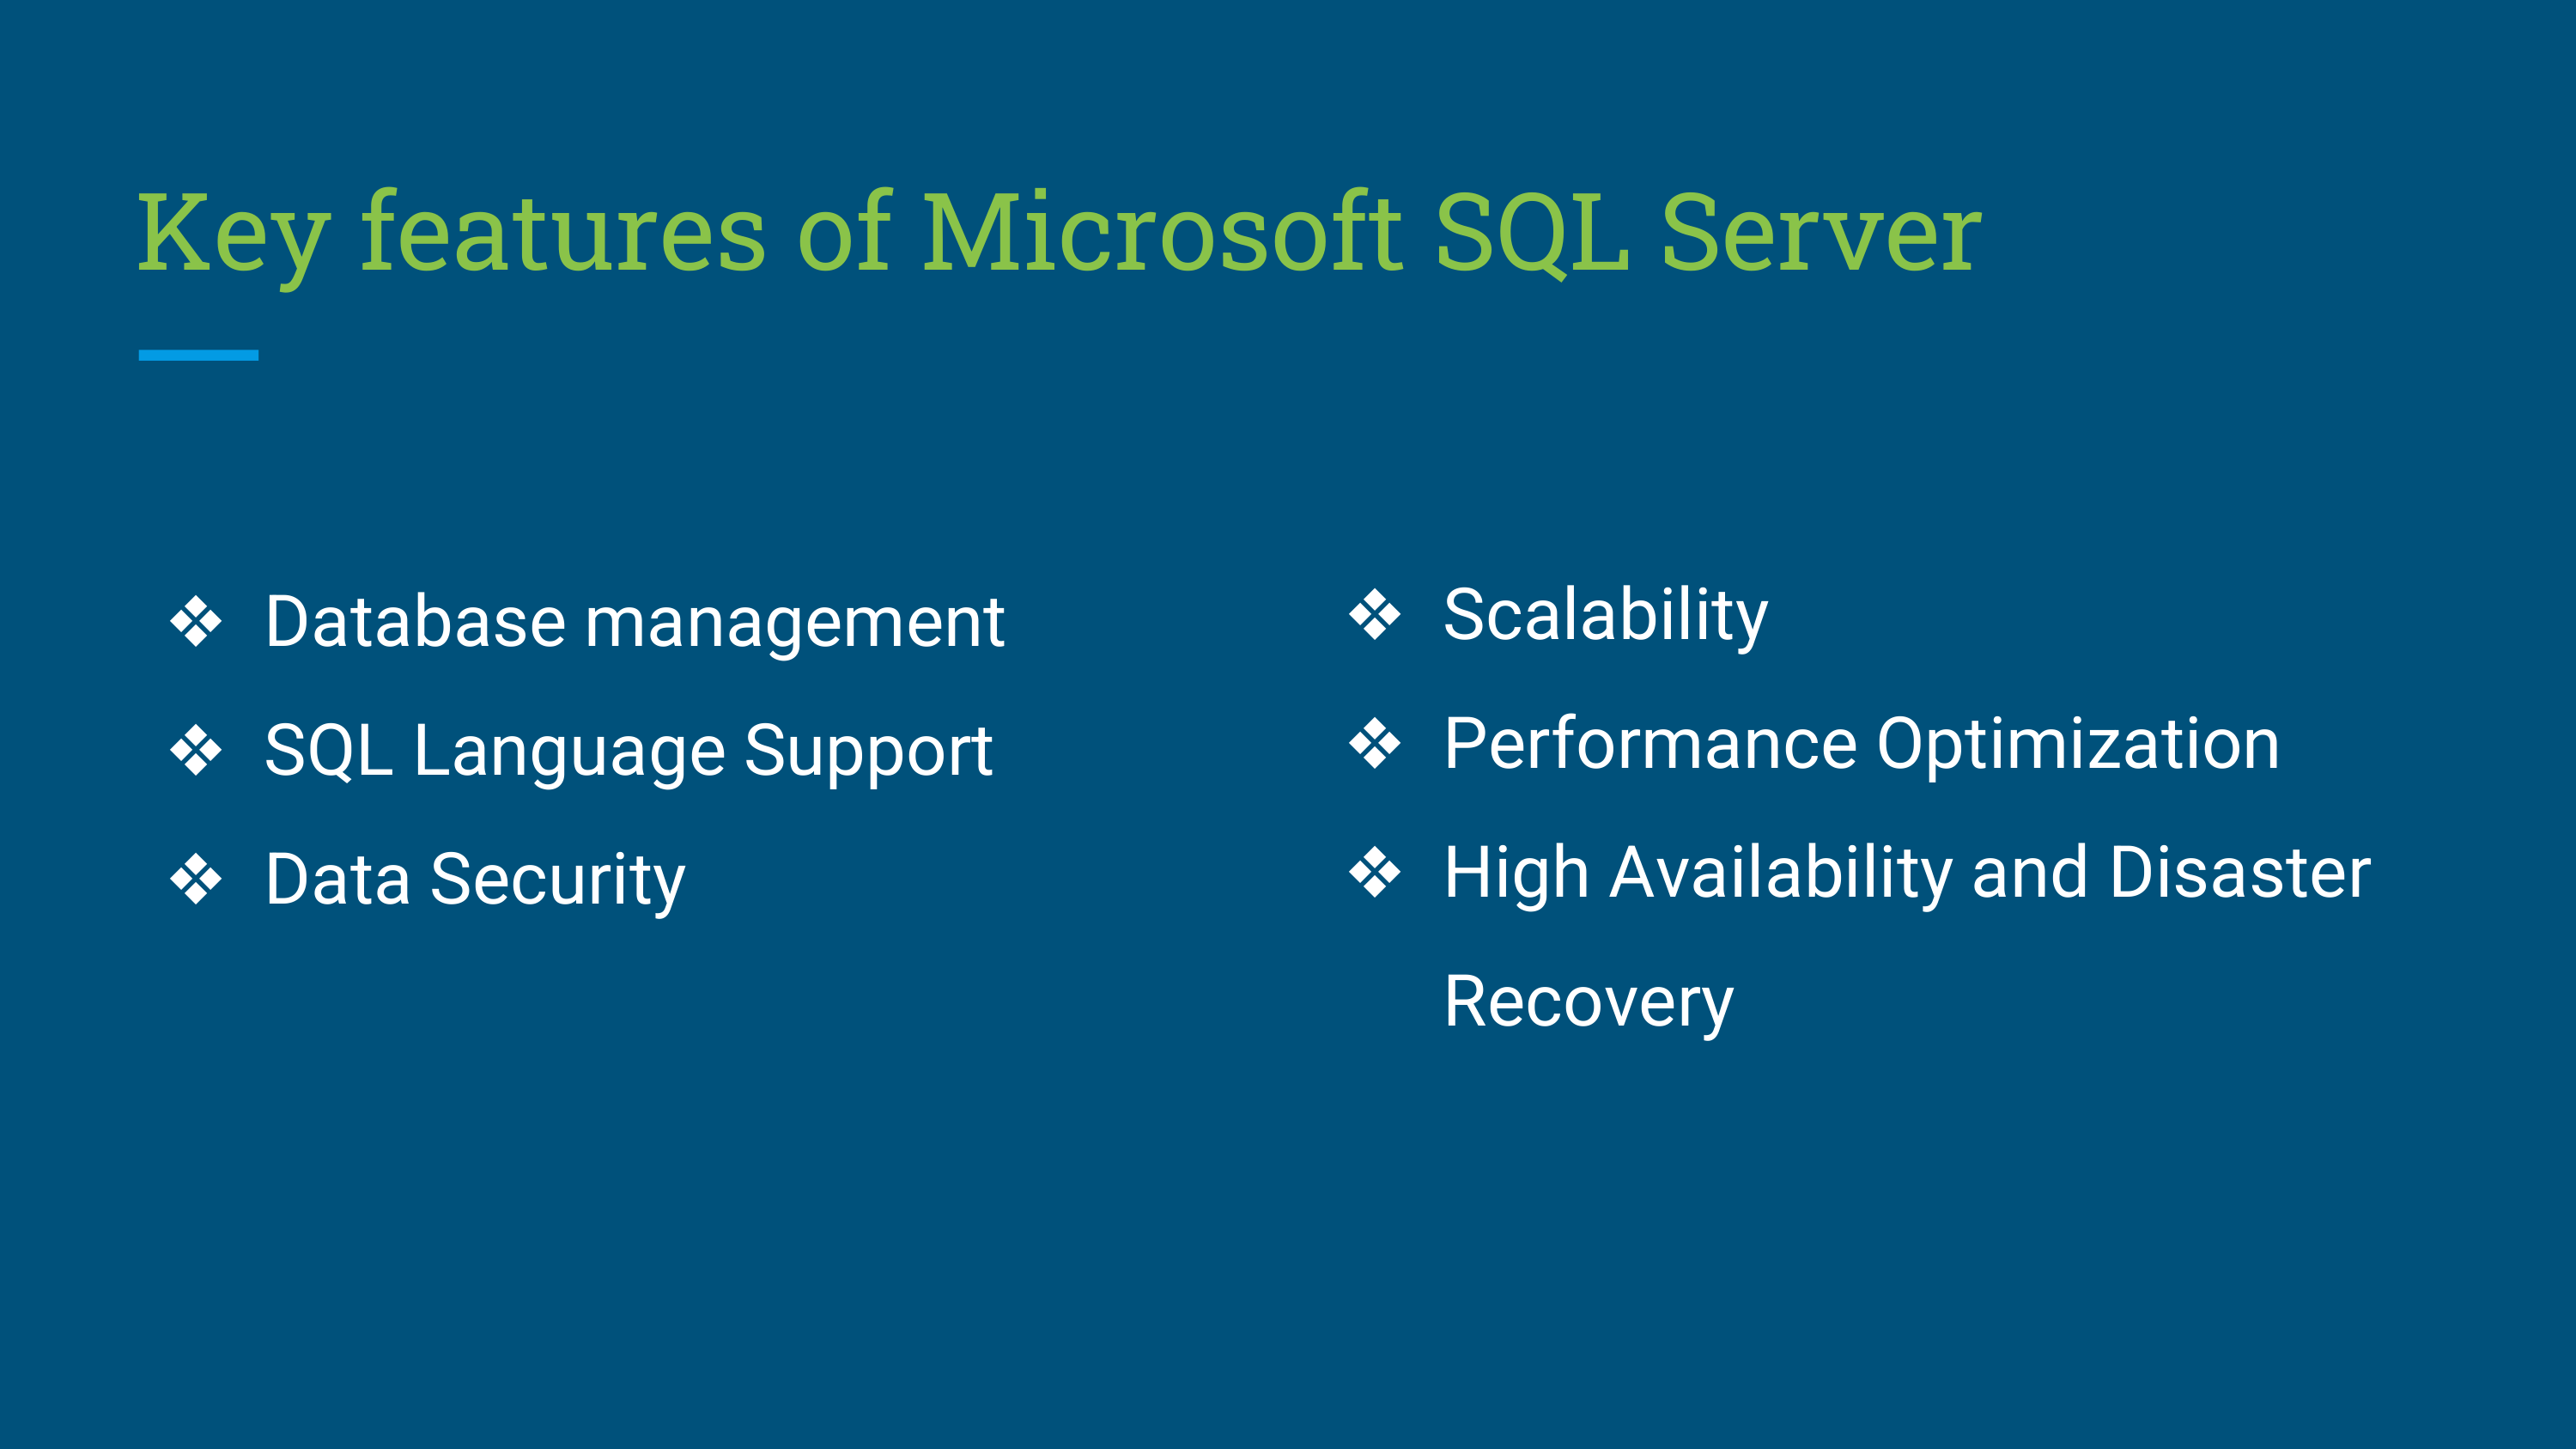 Key features of Microsoft SQL Server
❖ Database management
❖ SQL Language Support
❖ Data Security
❖ Scalability
❖ Performance Optimization
❖ High Availability and Disaster
Recovery